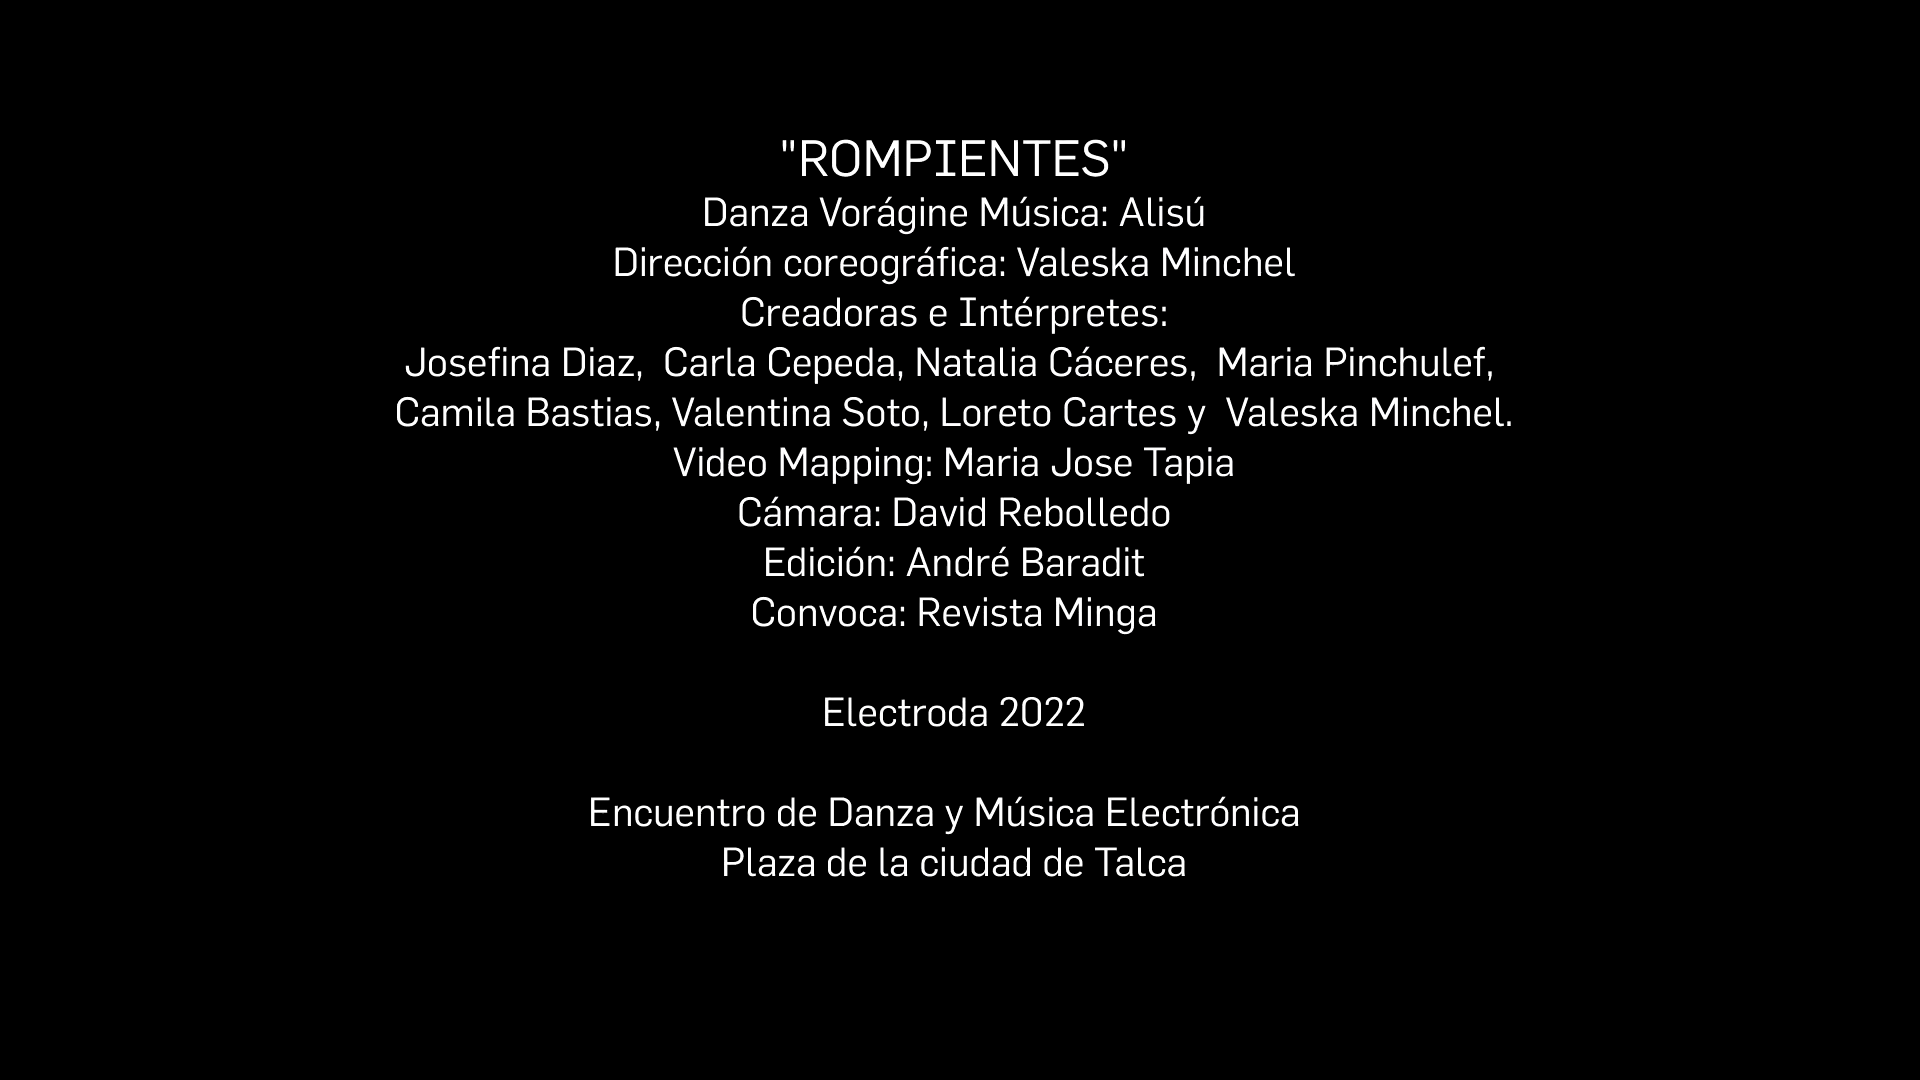 "ROMPIENTES"
Danza Vorágine Música: Alisú
Dirección coreográfica: Valeska Minchel
Creadoras e Intérpretes:
Josefina Diaz,  Carla Cepeda, Natalia Cáceres,  Maria Pinchulef,
Camila Bastias, Valentina Soto, Loreto Cartes y  Valeska Minchel.
Video Mapping: Maria Jose Tapia
Cámara: David Rebolledo
Edición: André Baradit
Convoca: Revista Minga
Electroda 2022
Encuentro de Danza y Música Electrónica
Plaza de la ciudad de Talca